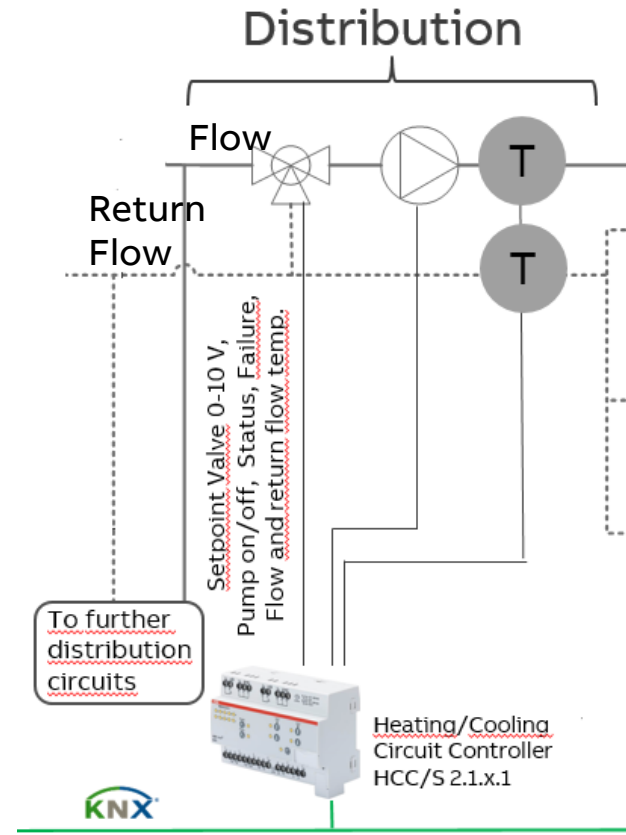 Distribution
Flow
T
Return
Flow
T
Setpoint Valve 0-10 V,
Pump on/off, Status, Failure,
Flow and return flow temp.
To further
distribution
circuits
Heating/Cooling
Circuit Controller
HCC/S 2.1.x.1
KNX